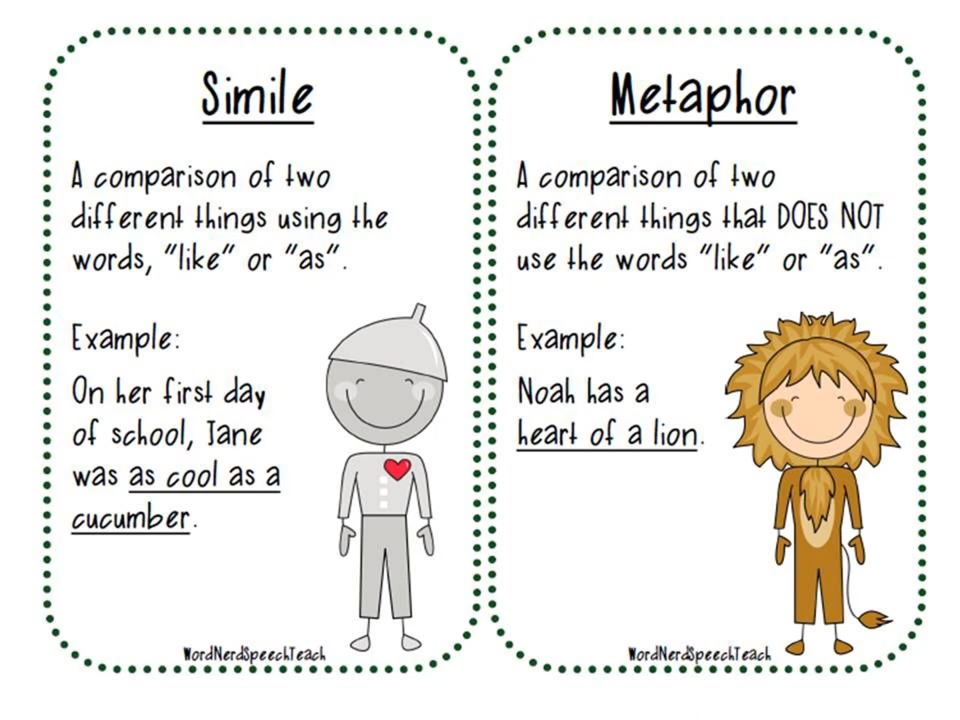 Simile
A comparison of two
different things using the
words, "like" or "as".
Example:
On her first day
of school, Jane
was as cool as a
cucumber.
WordNerdSpeechTeach
Metaphor
A comparison of two
different things that DOES NOT
use the words "like" or "as".
Example:
Noah has a
heart of a lion.
WordNerdSpeechTeach